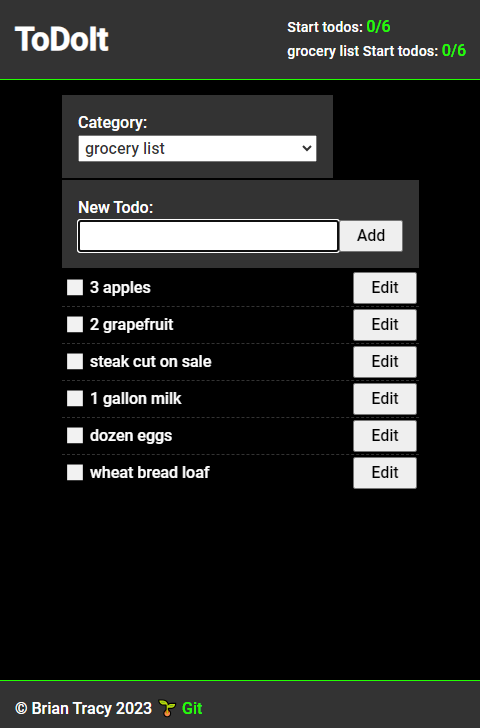 ToDoIt
Start todos: 0/6
grocery list Start todos: 0/6
Category:
grocery list
New Todo:
Add
3 apples Edit
2 grapefruit Edit
steak cut on sale Edit
1 gallon milk Edit
dozen eggs Edit
wheat bread loaf Edit
© Brian Tracy 2023 🌱 Git